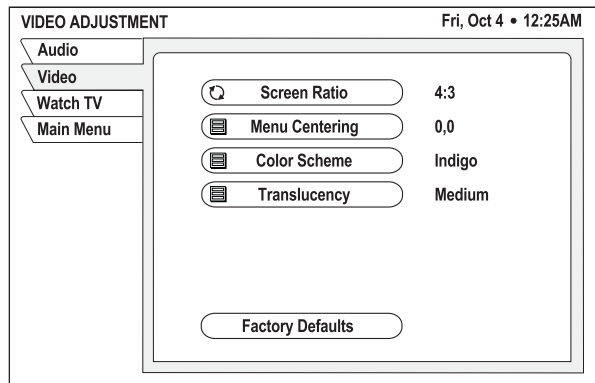 VIDEO ADJUSTMENT
Fri, Oct 4 • 12:25AM
Audio
Video
Watch TV
Main Menu
Screen Ratio 4:3
Menu Centering 0,0
Color Scheme Indigo
Translucency Medium
Factory Defaults